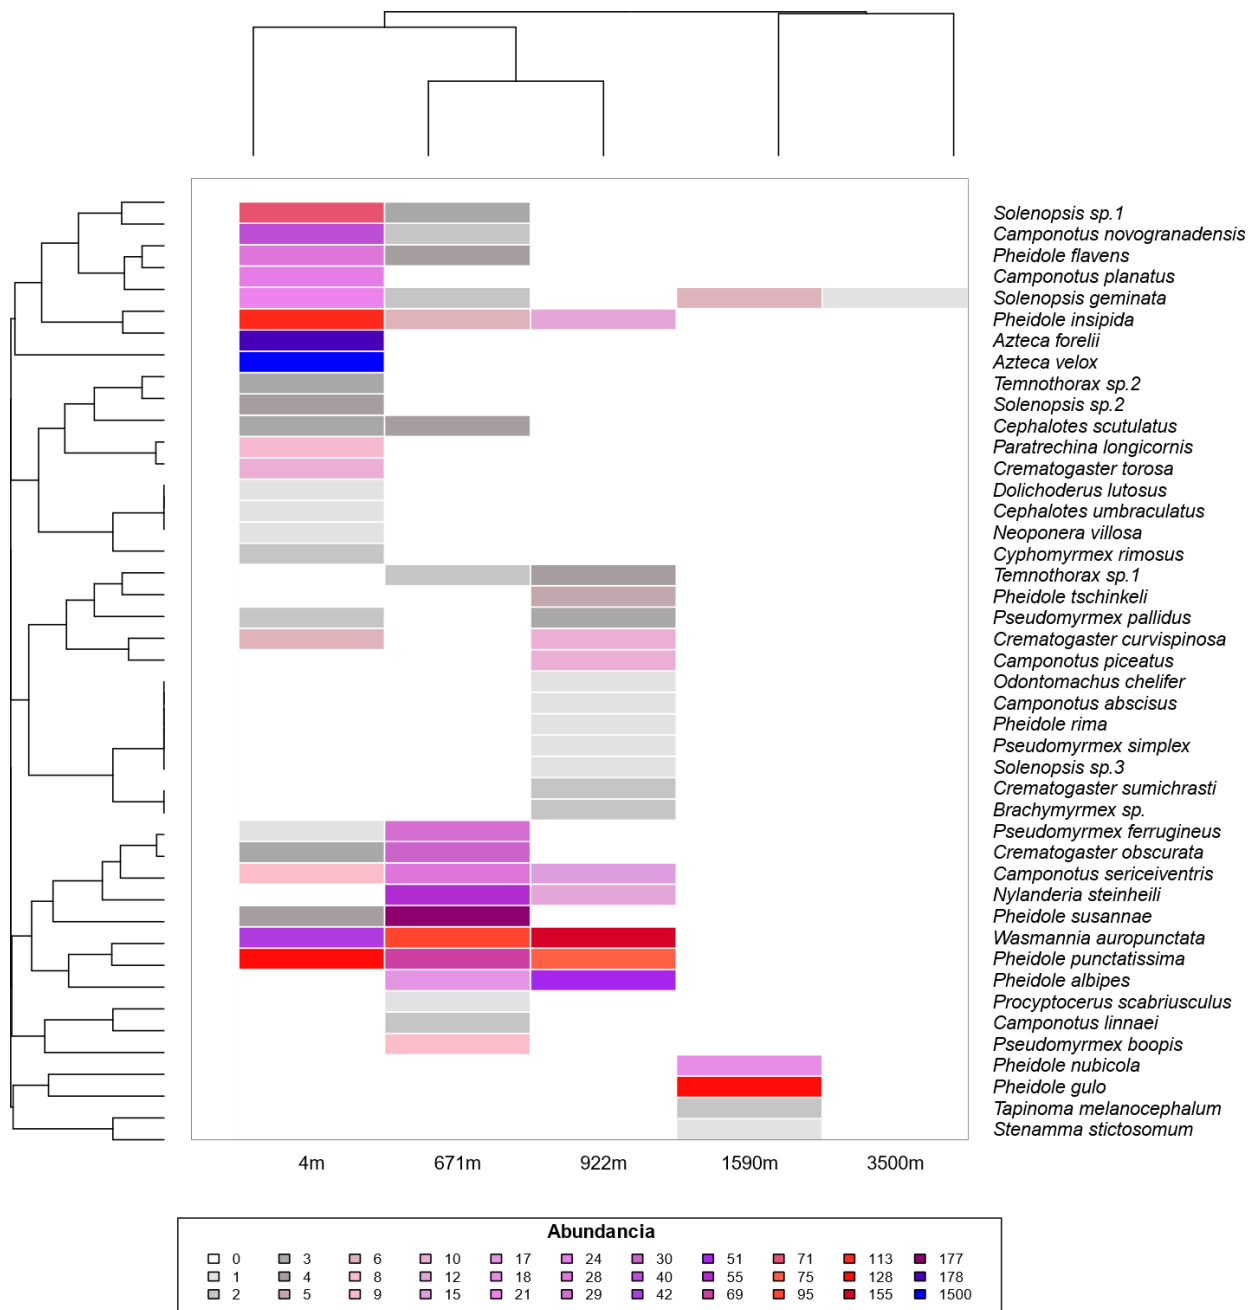 Solenopsis sp.1
Camponotus novogranadensis
Pheidole flavens
Camponotus planatus
Solenopsis geminata
Pheidole insipida
Azteca forelii
Azteca velox
Temnothorax sp.2
Solenopsis sp.2
Cephalotes scutulatus
Paratrechina longicornis
Crematogaster torosa
Dolichoderus lutosus
Cephalotes umbraculatus
Neoponera villosa
Cyphomyrmex rimosus
Temnothorax sp.1
Pheidole tschinkeli
Pseudomyrmex pallidus
Crematogaster curvispinosa
Camponotus piceatus
Odontomachus chelifer
Camponotus abscisus
Pheidole rima
Pseudomyrmex simplex
Solenopsis sp.3
Crematogaster sumichrasti
Brachymyrmex sp.
Pseudomyrmex ferrugineus
Crematogaster obscurata
Camponotus sericeiventris
Nylanderia steinheili
Pheidole susannae
Wasmannia auropunctata
Pheidole punctatissima
Pheidole albipes
Procyptocerus scabriusculus
Camponotus linnaei
Pseudomyrmex boopis
Pheidole nubicola
Pheidole gulo
Tapinoma melanocephalum
Stenamma stictosomum
4m 671m 922m 1590m 3500m
Abundancia
0 3 6 10 17 24 30 51 71 113 177
1 4 8 12 18 28 40 55 75 128 178
2 5 9 15 21 29 42 69 95 155 1500